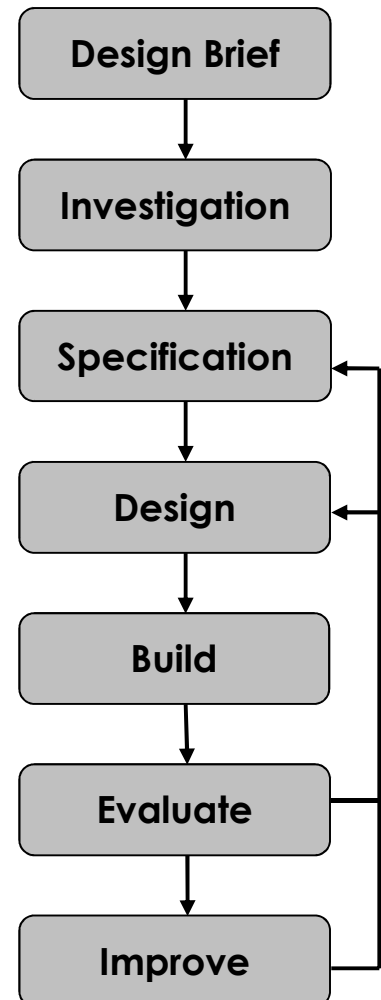 Design Brief
Investigation
Specification
Design
Build
Evaluate
Improve